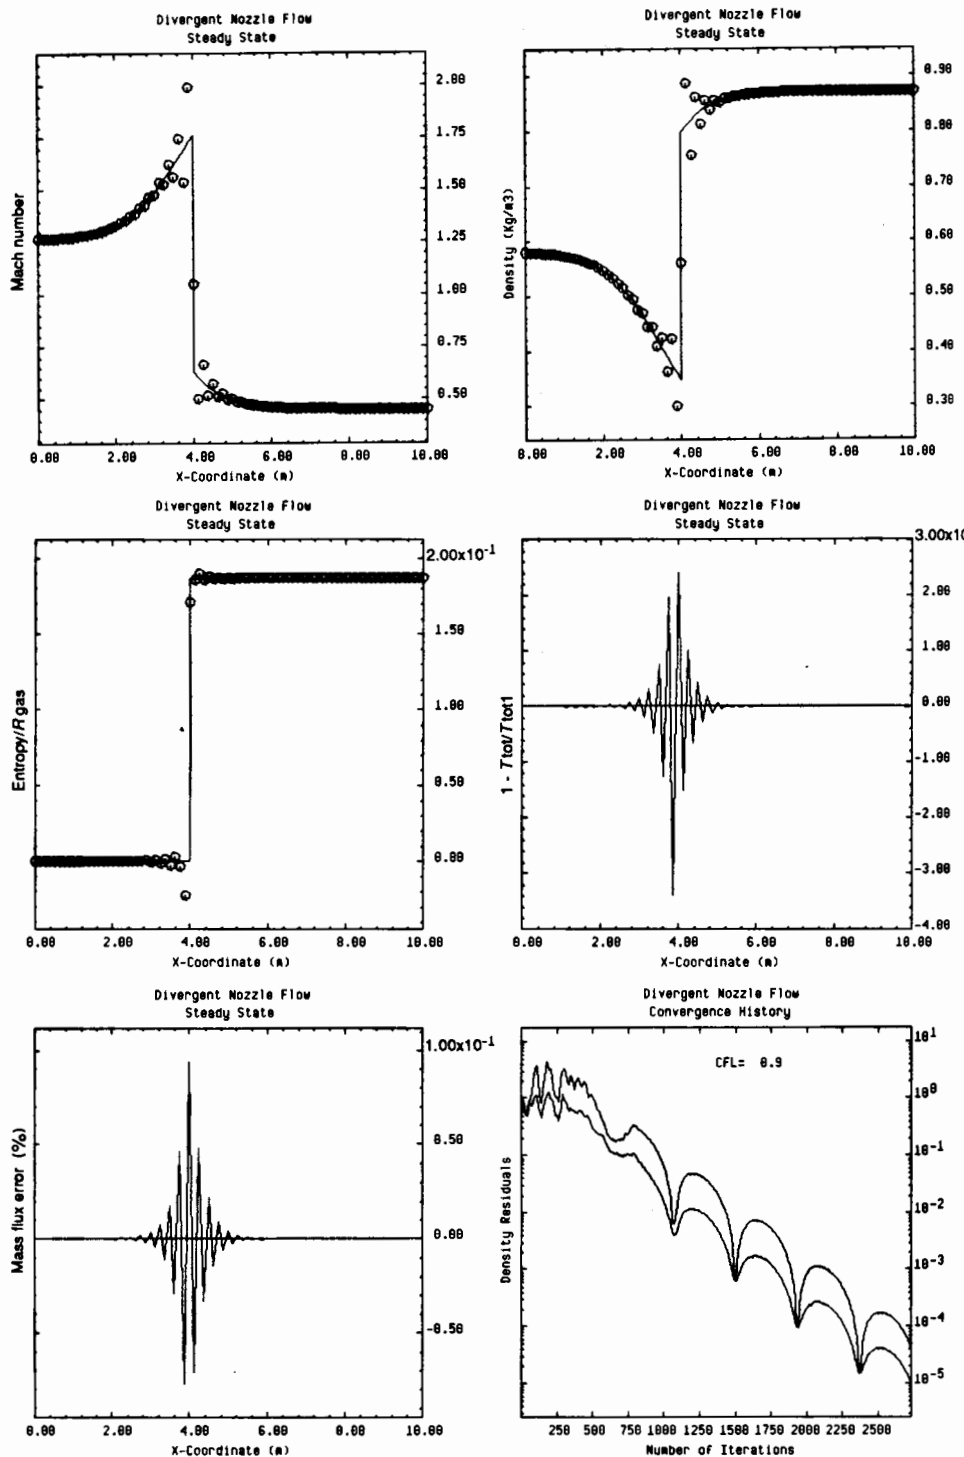 Divergent Nozzle Flow
Steady State
Mach number
2.00
1.75
1.50
1.25
1.00
0.75
0.50
0.00 2.00 4.00 6.00 8.00 10.00
X-Coordinate (m)
Divergent Nozzle Flow
Steady State
Density (Kg/m3)
0.90
0.80
0.70
0.60
0.50
0.40
0.30
0.00 2.00 4.00 6.00 8.00 10.00
X-Coordinate (m)
Divergent Nozzle Flow
Steady State
Entropy/R gas
2.00x10⁻¹
1.50
1.00
0.50
0.00
0.00 2.00 4.00 6.00 8.00 10.00
X-Coordinate (m)
Divergent Nozzle Flow
Steady State
1 - Ttot/Ttot1
3.00x10
2.00
1.00
0.00
-1.00
-2.00
-3.00
-4.00
0.00 2.00 4.00 6.00 8.00 10.00
X-Coordinate (m)
Divergent Nozzle Flow
Steady State
Mass flux error (%)
1.00x10⁻¹
0.50
0.00
-0.50
0.00 2.00 4.00 6.00 8.00 10.00
X-Coordinate (m)
Divergent Nozzle Flow
Convergence History
CFL= 0.9
Density Residuals
10¹
10⁰
10⁻¹
10⁻²
10⁻³
10⁻⁴
10⁻⁵
250 500 750 1000 1250 1500 1750 2000 2250 2500
Number of Iterations